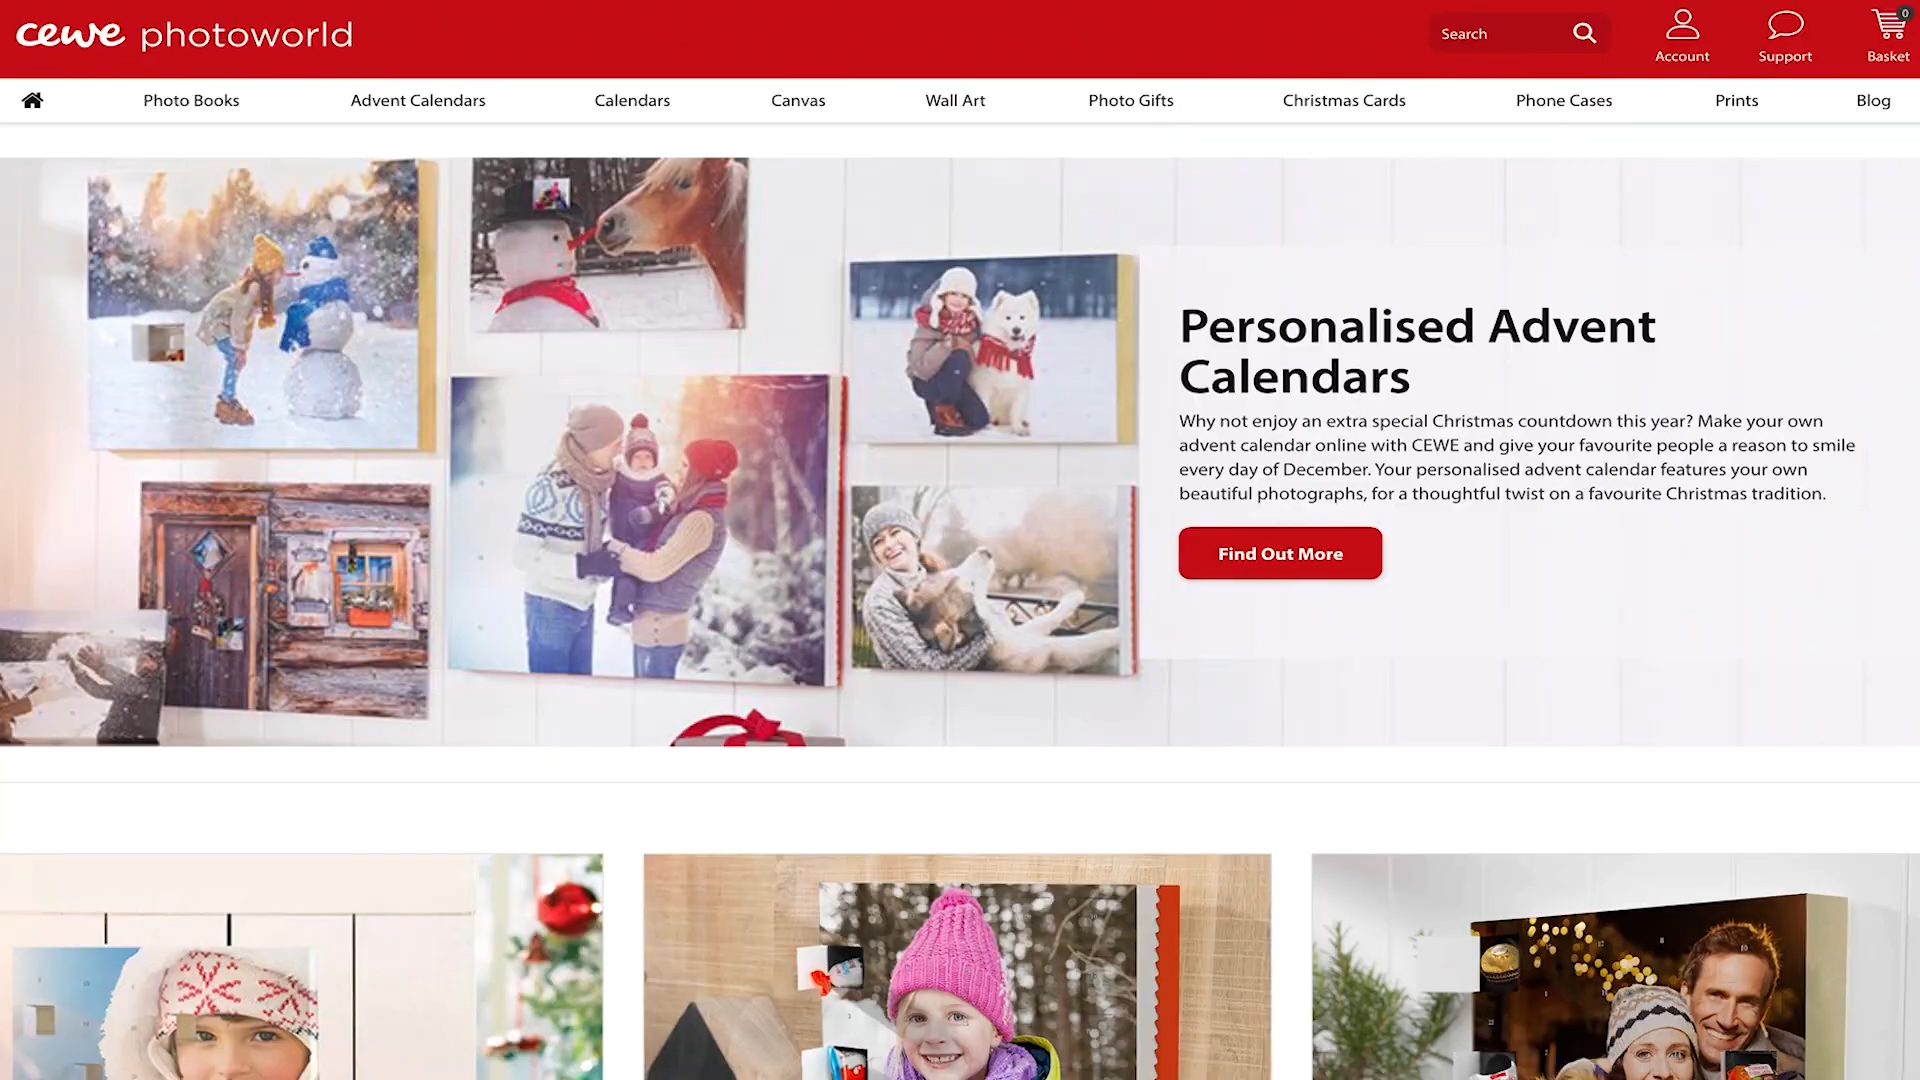 cewe photoworld
Search
Account
Support
0
Basket
Photo Books
Advent Calendars
Calendars
Canvas
Wall Art
Photo Gifts
Christmas Cards
Phone Cases
Prints
Blog
Personalised Advent
Calendars
Why not enjoy an extra special Christmas countdown this year? Make your own
advent calendar online with CEWE and give your favourite people a reason to smile
every day of December. Your personalised advent calendar features your own
beautiful photographs, for a thoughtful twist on a favourite Christmas tradition.
Find Out More